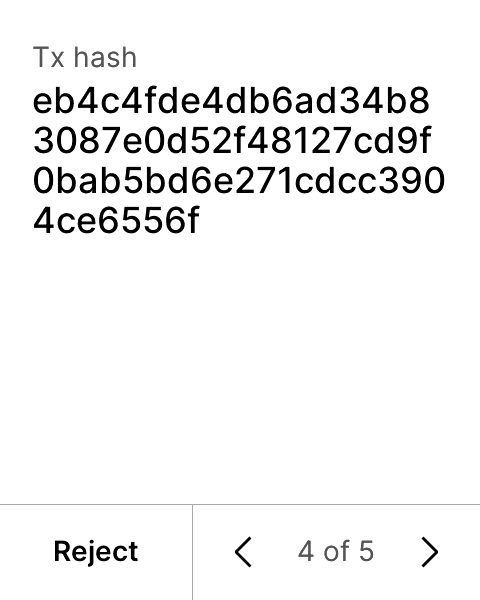 Tx hash
eb4c4fde4db6ad34b8
3087e0d52f48127cd9f
0bab5bd6e271cdcc390
4ce6556f
Reject
4 of 5